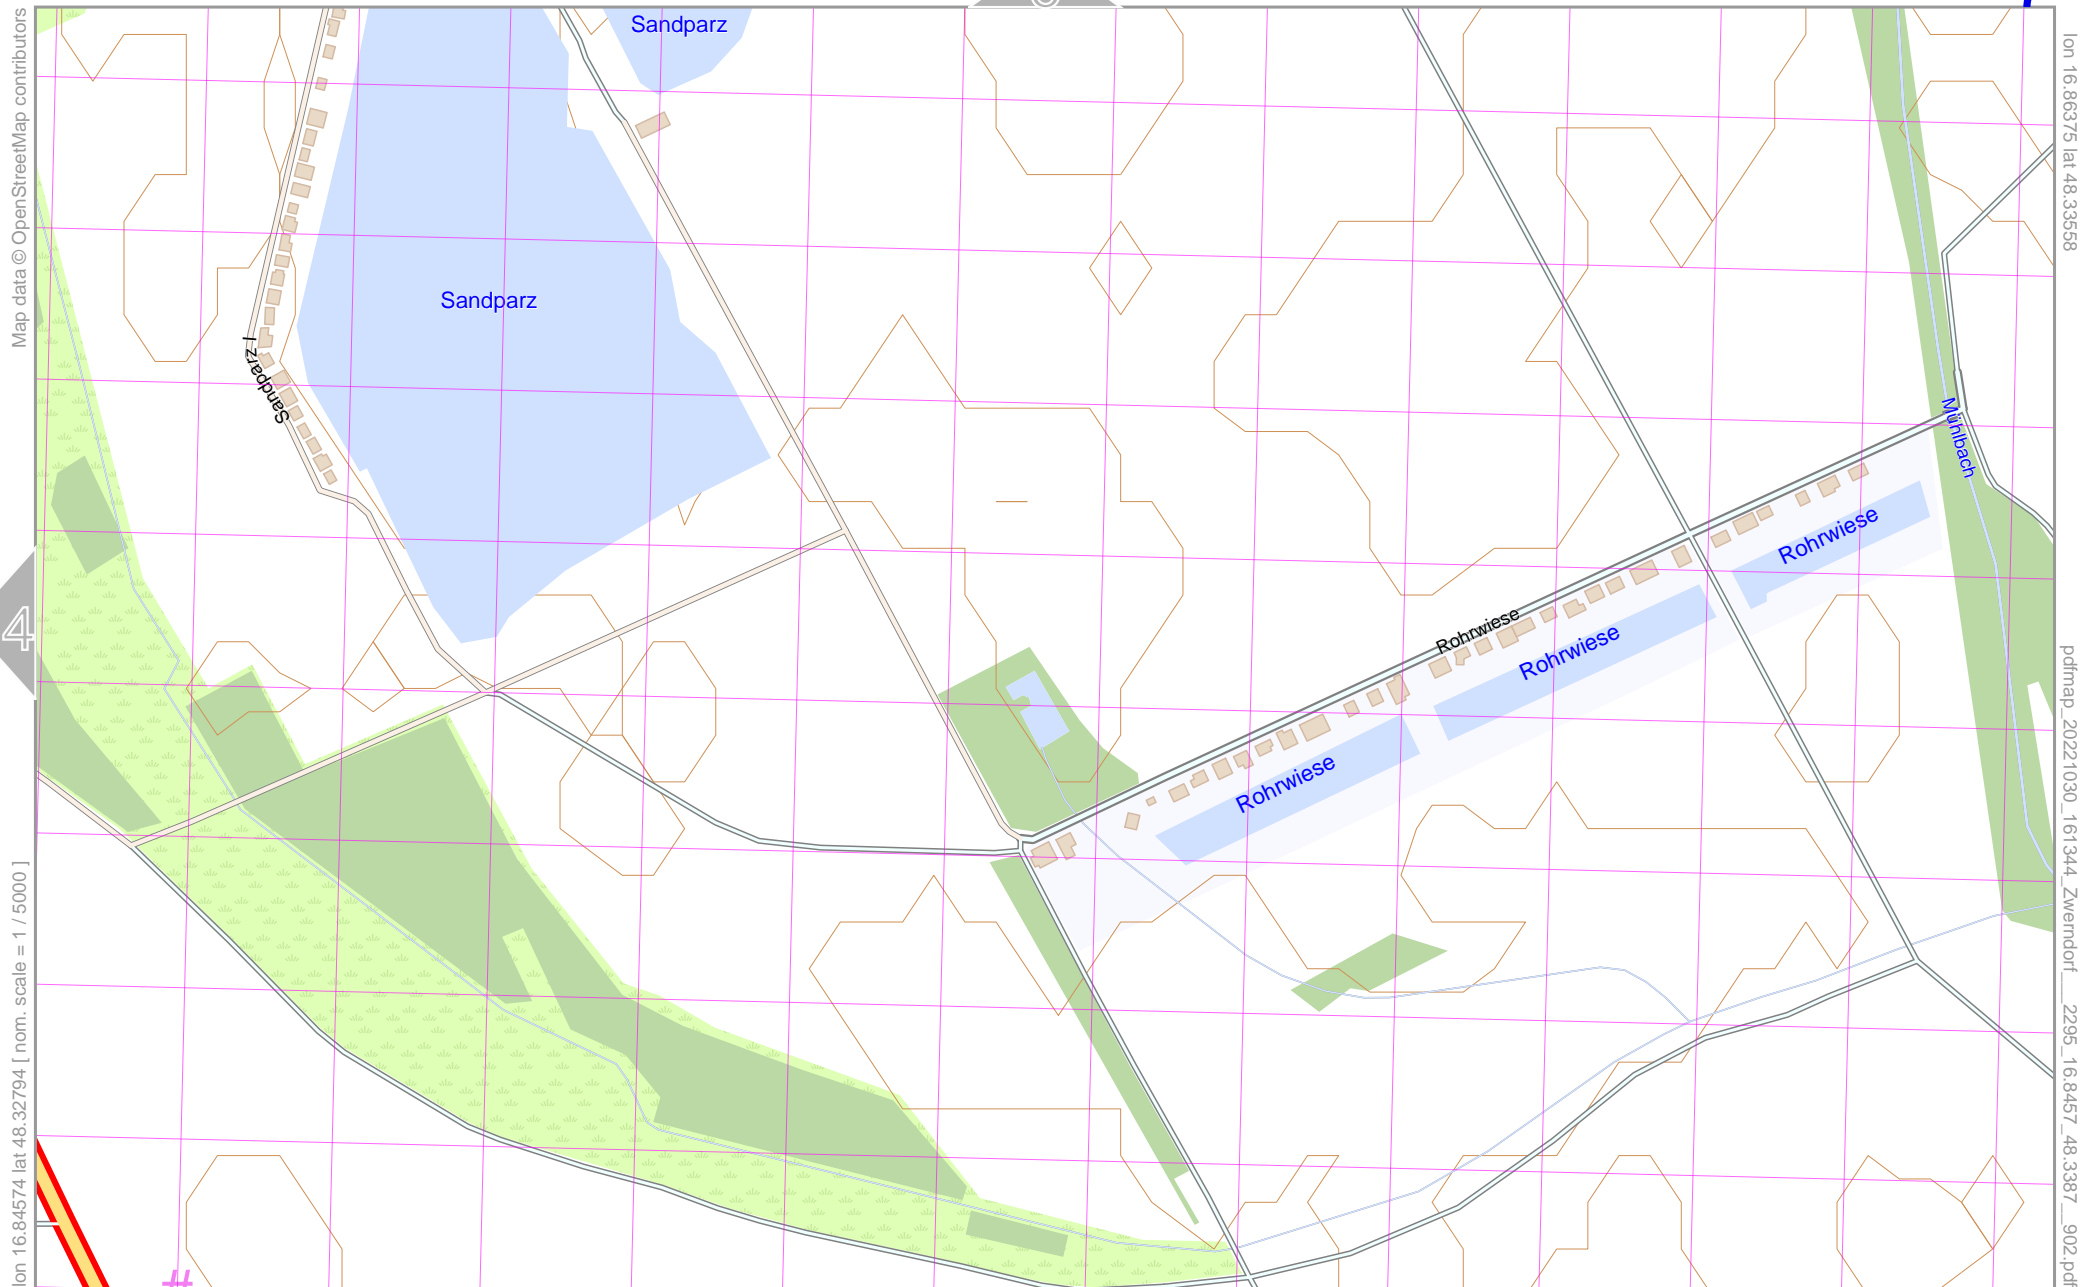 Map data © OpenStreetMap contributors
lon 16.84574 lat 48.32794 [ nom. scale = 1 / 5000 ]
lon 16.86375 lat 48.33558
pdfmap_20221030_161344_Zwerndorf___2295_16.8457_48.3387__902.pdf
Sandparz
Sandparz
Sandparz I
Mühlbach
Rohrwiese
Rohrwiese
Rohrwiese
Rohrwiese
4
#